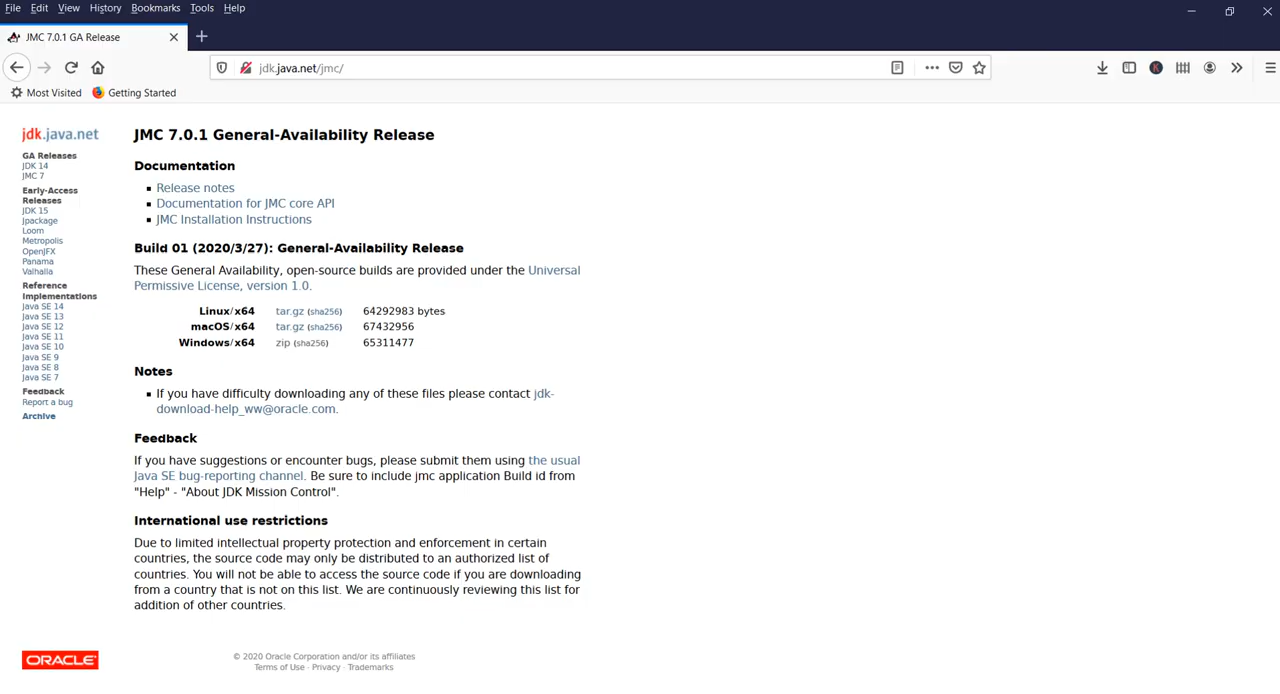 File Edit View History Bookmarks Tools Help
JMC 7.0.1 GA Release
jdk.java.net/jmc/
Most Visited Getting Started
jdk.java.net
GA Releases
JDK 14
JMC 7
Early-Access
Releases
JDK 15
Jpackage
Loom
Metropolis
OpenJFX
Panama
Valhalla
Reference
Implementations
Java SE 14
Java SE 13
Java SE 12
Java SE 11
Java SE 10
Java SE 9
Java SE 8
Java SE 7
Feedback
Report a bug
Archive
JMC 7.0.1 General-Availability Release
Documentation
Release notes
Documentation for JMC core API
JMC Installation Instructions
Build 01 (2020/3/27): General-Availability Release
These General Availability, open-source builds are provided under the Universal
Permissive License, version 1.0.
Linux/x64 tar.gz (sha256) 64292983 bytes
macOS/x64 tar.gz (sha256) 67432956
Windows/x64 zip (sha256) 65311477
Notes
If you have difficulty downloading any of these files please contact jdk-
download-help_ww@oracle.com.
Feedback
If you have suggestions or encounter bugs, please submit them using the usual
Java SE bug-reporting channel. Be sure to include jmc application Build id from
"Help" - "About JDK Mission Control".
International use restrictions
Due to limited intellectual property protection and enforcement in certain
countries, the source code may only be distributed to an authorized list of
countries. You will not be able to access the source code if you are downloading
from a country that is not on this list. We are continuously reviewing this list for
addition of other countries.
ORACLE
© 2020 Oracle Corporation and/or its affiliates
Terms of Use · Privacy · Trademarks